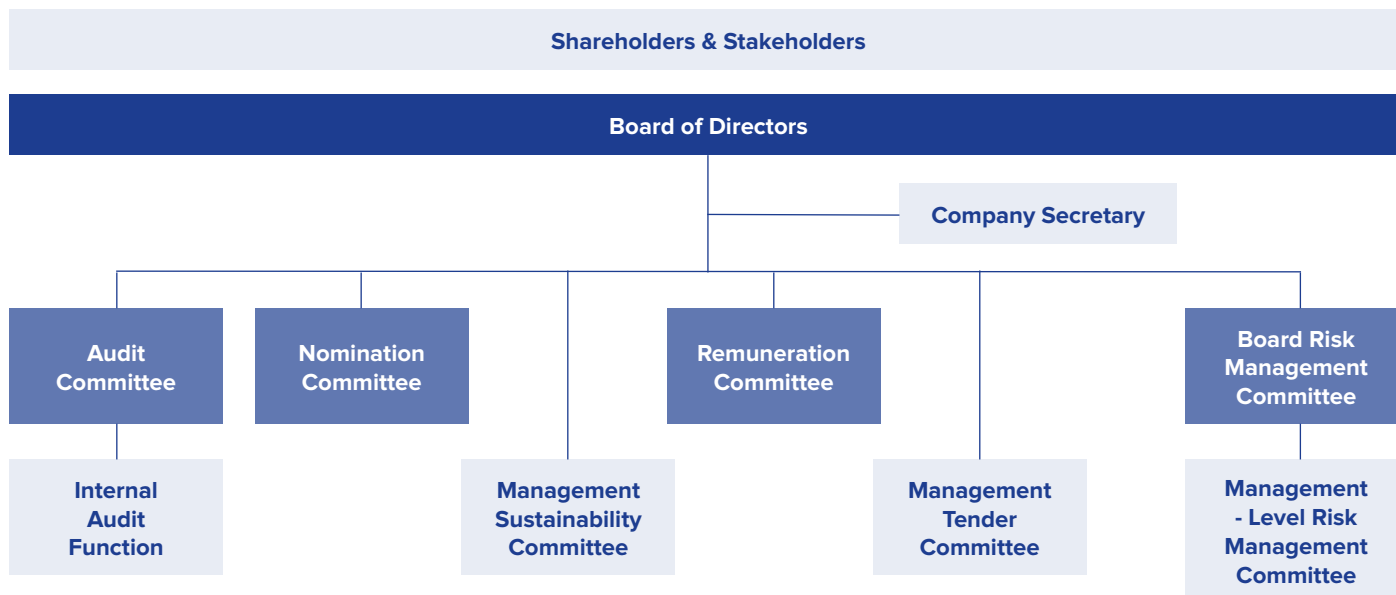 Shareholders & Stakeholders
Board of Directors
Company Secretary
Audit
Committee
Nomination
Committee
Remuneration
Committee
Board Risk
Management
Committee
Internal
Audit
Function
Management
Sustainability
Committee
Management
Tender
Committee
Management
- Level Risk
Management
Committee